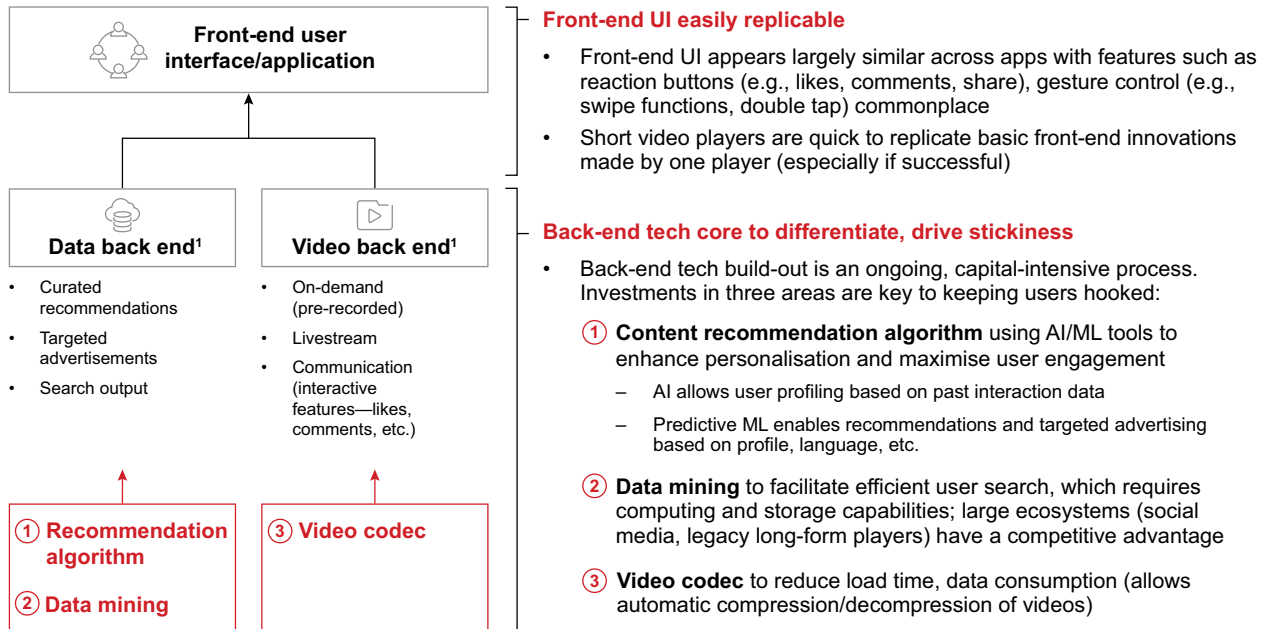 Front-end user
interface/application
Data back end¹
• Curated
recommendations
• Targeted
advertisements
• Search output
Video back end¹
• On-demand
(pre-recorded)
• Livestream
• Communication
(interactive
features—likes,
comments, etc.)
1 Recommendation
algorithm
2 Data mining
3 Video codec
Front-end UI easily replicable
• Front-end UI appears largely similar across apps with features such as
reaction buttons (e.g., likes, comments, share), gesture control (e.g.,
swipe functions, double tap) commonplace
• Short video players are quick to replicate basic front-end innovations
made by one player (especially if successful)
Back-end tech core to differentiate, drive stickiness
• Back-end tech build-out is an ongoing, capital-intensive process.
Investments in three areas are key to keeping users hooked:
1 Content recommendation algorithm using AI/ML tools to
enhance personalisation and maximise user engagement
– AI allows user profiling based on past interaction data
– Predictive ML enables recommendations and targeted advertising
based on profile, language, etc.
2 Data mining to facilitate efficient user search, which requires
computing and storage capabilities; large ecosystems (social
media, legacy long-form players) have a competitive advantage
3 Video codec to reduce load time, data consumption (allows
automatic compression/decompression of videos)